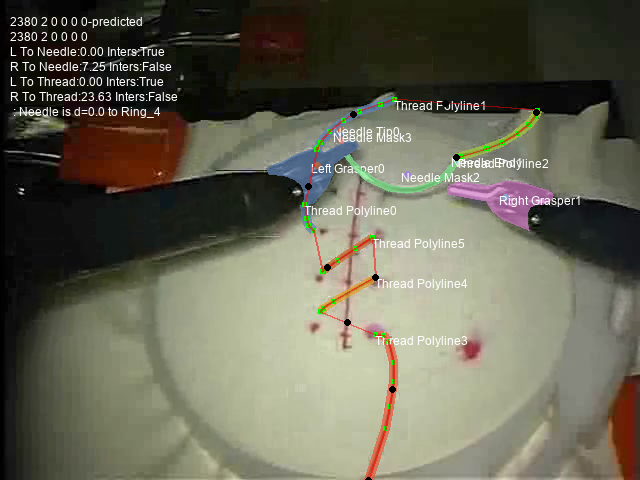 2380 2 0 0 0 0-predicted
2380 2 0 0 0 0
L To Needle:0.00 Inters:True
R To Needle:7.25 Inters:False
L To Thread:0.00 Inters:True
R To Thread:23.63 Inters:False
: Needle is d=0.0 to Ring_4
Thread Polyline1
Needle Tip0
Needle Mask3
Thread Polyline2
Left Grasper0
Needle Mask2
Right Grasper1
Thread Polyline0
Thread Polyline5
Thread Polyline4
Thread Polyline3